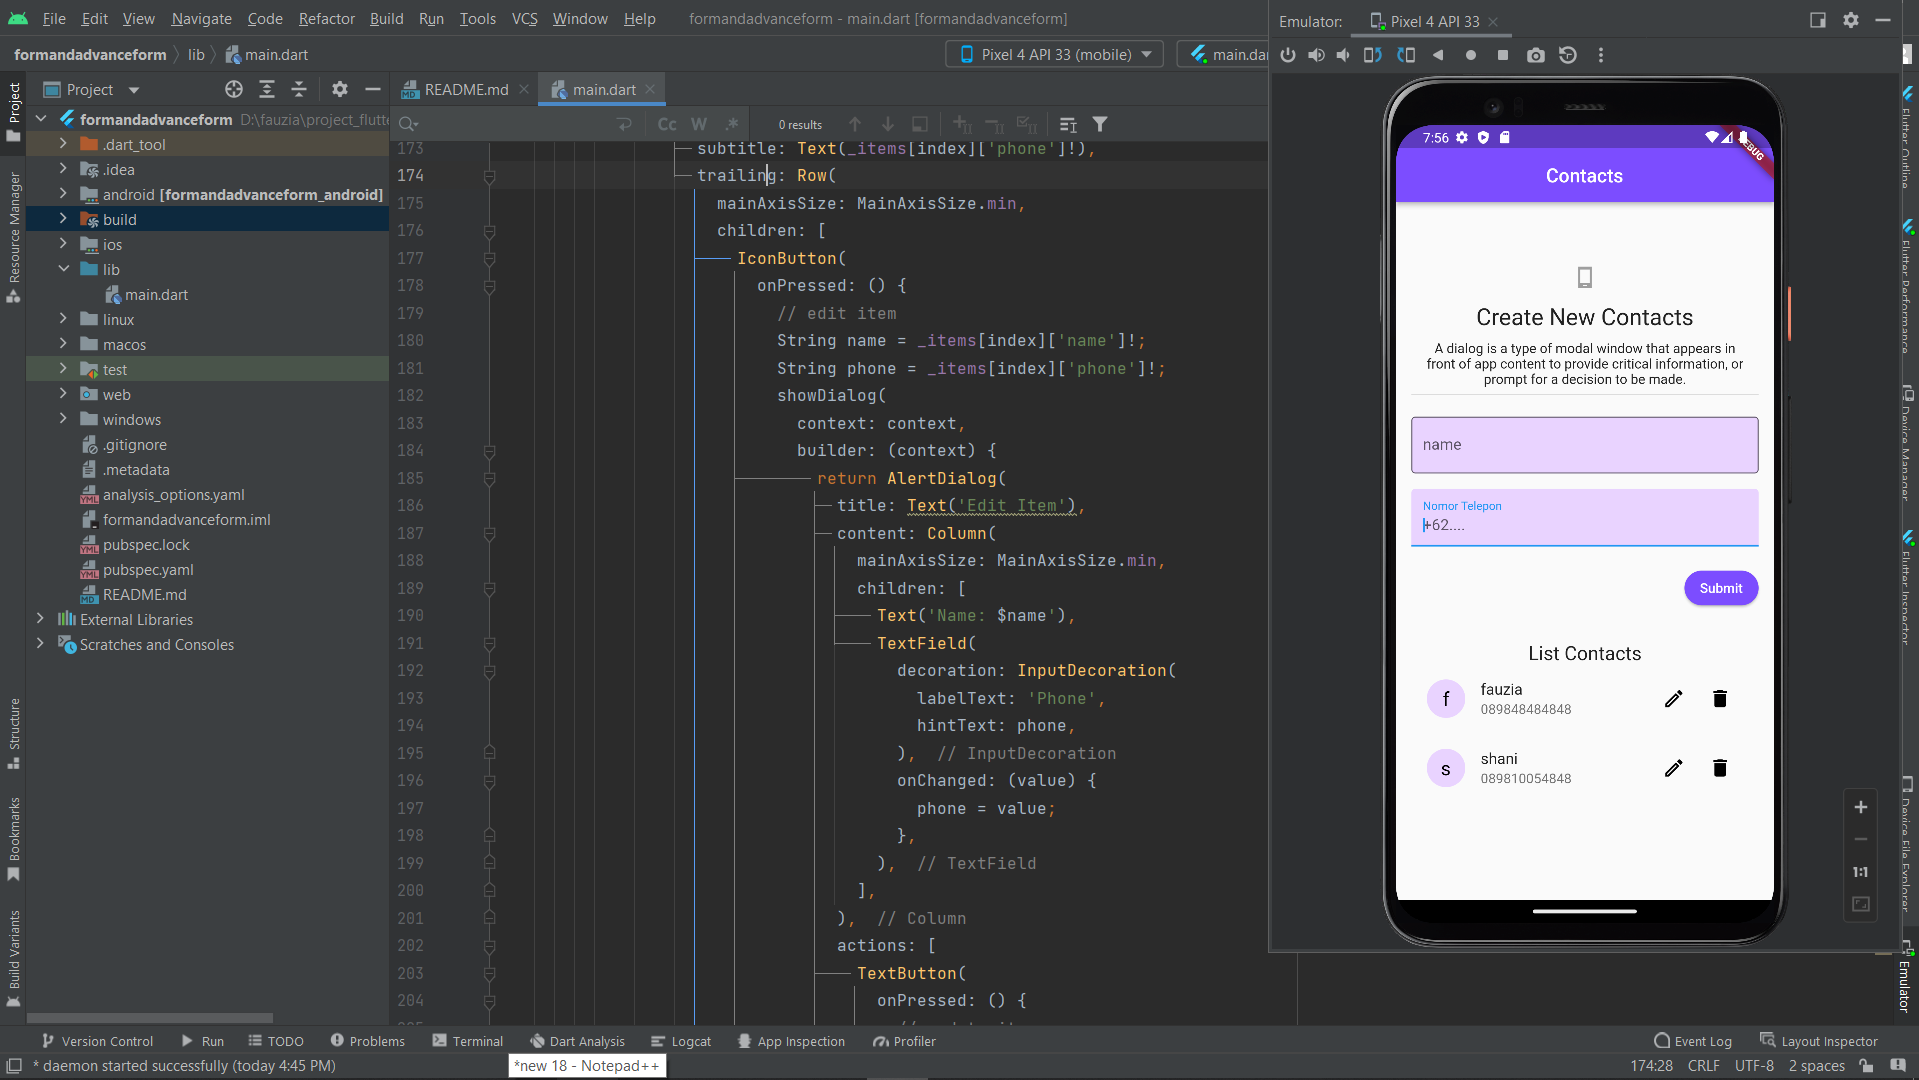 File Edit View Navigate Code Refactor Build Run Tools VCS Window Help formandadvanceform - main.dart [formandadvanceform]
formandadvanceform lib main.dart Pixel 4 API 33 (mobile) main.dar
Project README.md main.dart
Cc W .* 0 results
formandadvanceform D:\fauzia\project_flutte
.dart_tool
.idea
android [formandadvanceform_android]
build
ios
lib
main.dart
linux
macos
test
web
windows
.gitignore
.metadata
analysis_options.yaml
formandadvanceform.iml
pubspec.lock
pubspec.yaml
README.md
External Libraries
Scratches and Consoles
Project
Resource Manager
Structure
Bookmarks
Build Variants
173 subtitle: Text(_items[index]['phone']!),
174 trailing: Row(
175 mainAxisSize: MainAxisSize.min,
176 children: [
177 IconButton(
178 onPressed: () {
179 // edit item
180 String name = _items[index]['name']!;
181 String phone = _items[index]['phone']!;
182 showDialog(
183 context: context,
184 builder: (context) {
185 return AlertDialog(
186 title: Text('Edit Item'),
187 content: Column(
188 mainAxisSize: MainAxisSize.min,
189 children: [
190 Text('Name: $name'),
191 TextField(
192 decoration: InputDecoration(
193 labelText: 'Phone',
194 hintText: phone,
195 ), // InputDecoration
196 onChanged: (value) {
197 phone = value;
198 },
199 ), // TextField
200 ],
201 ), // Column
202 actions: [
203 TextButton(
204 onPressed: () {
Emulator: Pixel 4 API 33
7:56
DEBUG
Contacts
Create New Contacts
A dialog is a type of modal window that appears in
front of app content to provide critical information, or
prompt for a decision to be made.
name
Nomor Telepon
+62....
Submit
List Contacts
f fauzia
089848484848
s shani
089810054848
1:1
Flutter Outline
Flutter Performance
Device Manager
Flutter Inspector
Device File Explorer
Emulator
Version Control Run TODO Problems Terminal Dart Analysis Logcat App Inspection Profiler Event Log Layout Inspector
* daemon started successfully (today 4:45 PM) *new 18 - Notepad++ 174:28 CRLF UTF-8 2 spaces